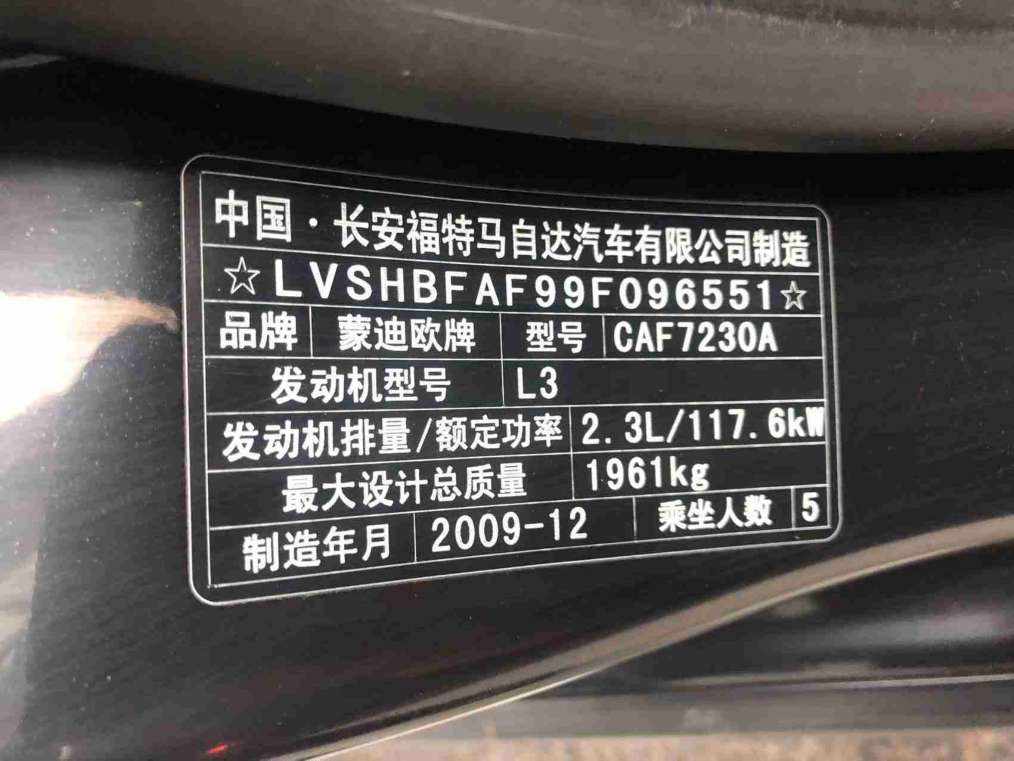 中国·长安福特马自达汽车有限公司制造
☆LVSHBFAF99F096551☆
品牌 蒙迪欧牌 型号 CAF7230A
发动机型号 L3
发动机排量/额定功率 2.3L/117.6kW
最大设计总质量 1961kg
制造年月 2009-12 乘坐人数 5